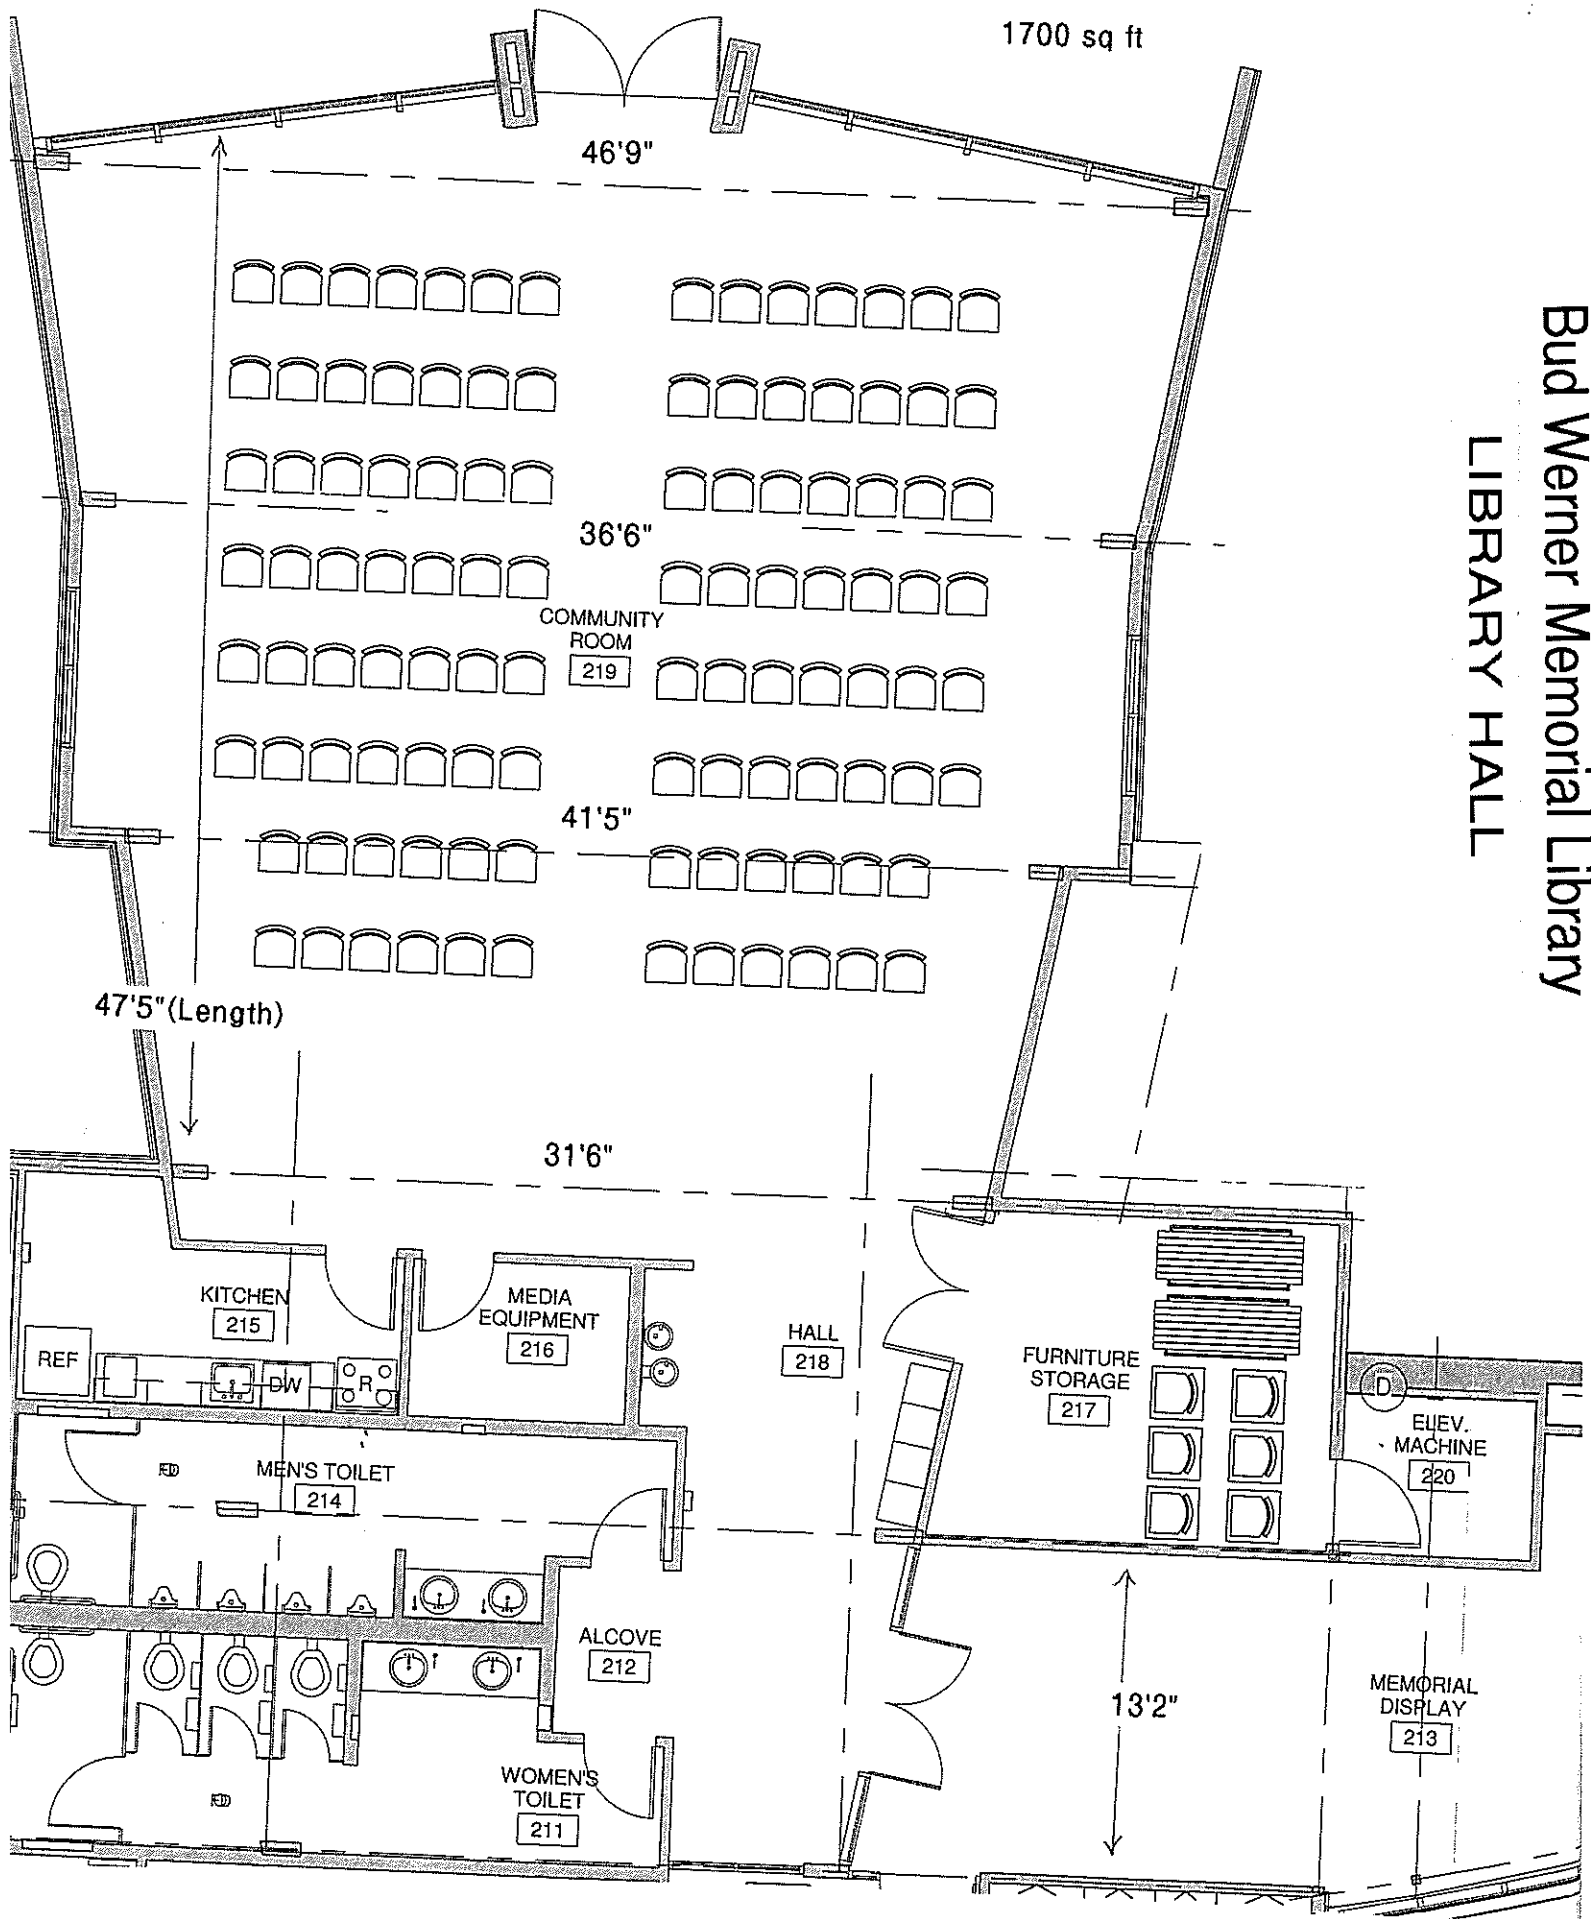 1700 sq ft
Bud Werner Memorial Library
LIBRARY HALL
46'9"
36'6"
COMMUNITY
ROOM
219
41'5"
47'5"(Length)
31'6"
KITCHEN
215
REF
DW
R
MEDIA
EQUIPMENT
216
HALL
218
FURNITURE
STORAGE
217
D
ELEV.
MACHINE
220
FD
MEN'S TOILET
214
ALCOVE
212
13'2"
MEMORIAL
DISPLAY
213
WOMEN'S
TOILET
211
FD